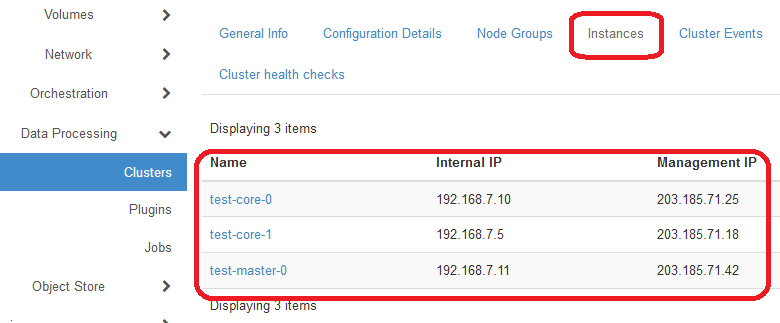 Volumes
Network
Orchestration
Data Processing
Clusters
Plugins
Jobs
Object Store
General Info Configuration Details Node Groups Instances Cluster Events
Cluster health checks
Displaying 3 items
Name Internal IP Management IP
test-core-0 192.168.7.10 203.185.71.25
test-core-1 192.168.7.5 203.185.71.18
test-master-0 192.168.7.11 203.185.71.42
Displaying 3 items